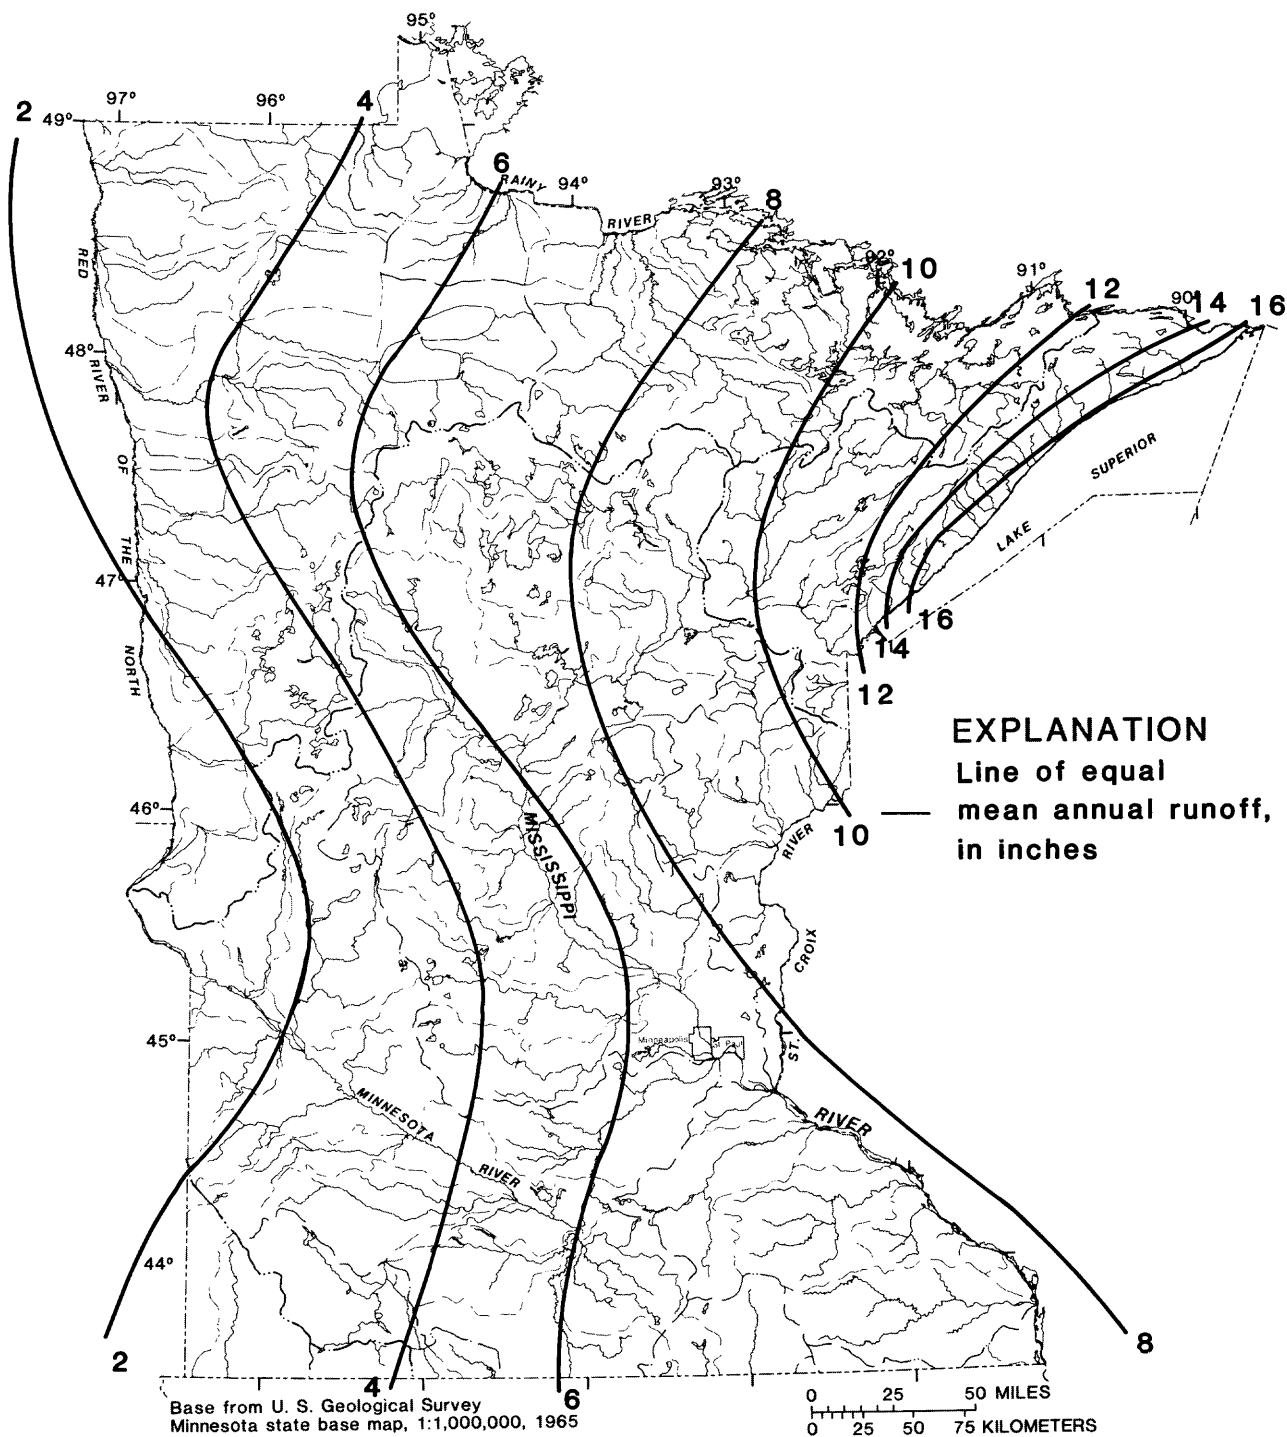 95°
2
49°
97°
96°
4
6
RAINY
94°
RIVER
93°
8
92°
10
91°
12
90°
14
16
RED
RIVER
OF
THE
NORTH
48°
47°
46°
45°
44°
LAKE
SUPERIOR
16
14
12
10
EXPLANATION
Line of equal
mean annual runoff,
in inches
MISSISSIPPI
RIVER
ST.
CROIX
RIVER
Minneapolis
St Paul
MINNESOTA
RIVER
2
4
6
8
Base from U. S. Geological Survey
Minnesota state base map, 1:1,000,000, 1965
0 25 50 MILES
0 25 50 75 KILOMETERS